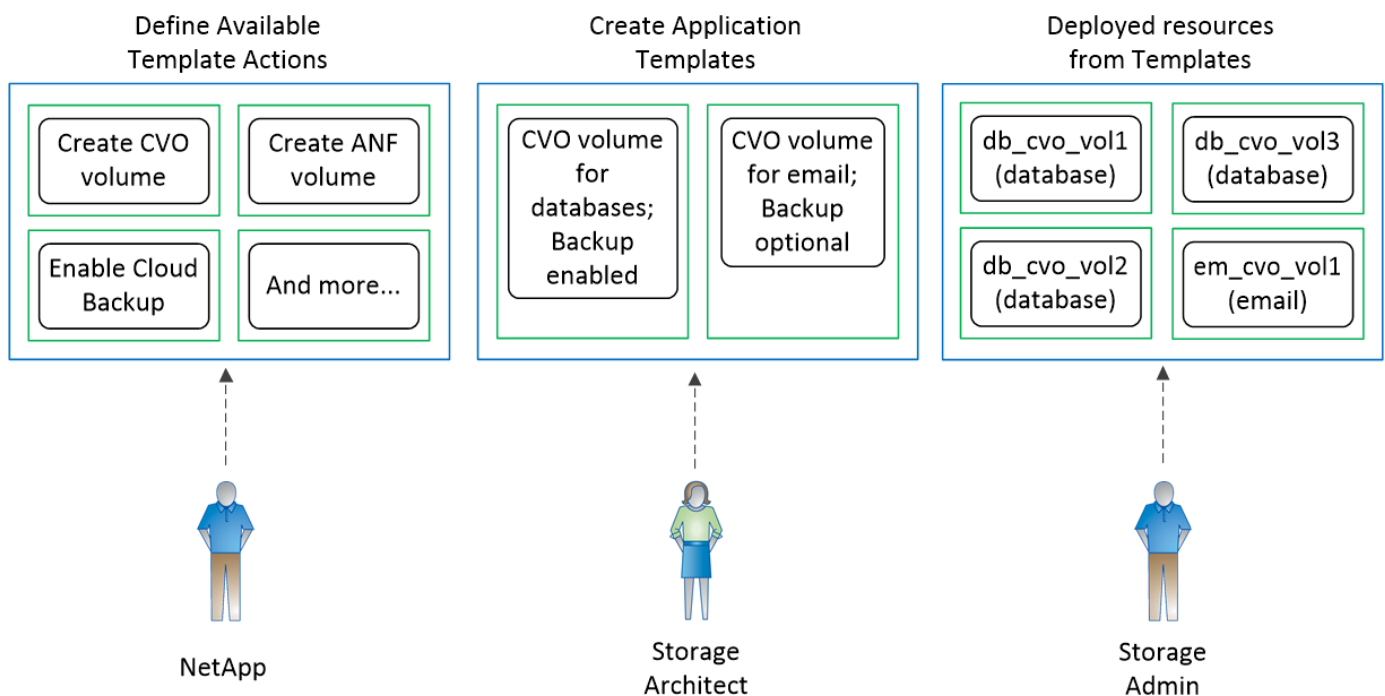 Define Available
Template Actions
Create CVO
volume
Create ANF
volume
Enable Cloud
Backup
And more...
NetApp
Create Application
Templates
CVO volume
for
databases;
Backup
enabled
CVO volume
for email;
Backup
optional
Storage
Architect
Deployed resources
from Templates
db_cvo_vol1
(database)
db_cvo_vol3
(database)
db_cvo_vol2
(database)
em_cvo_vol1
(email)
Storage
Admin